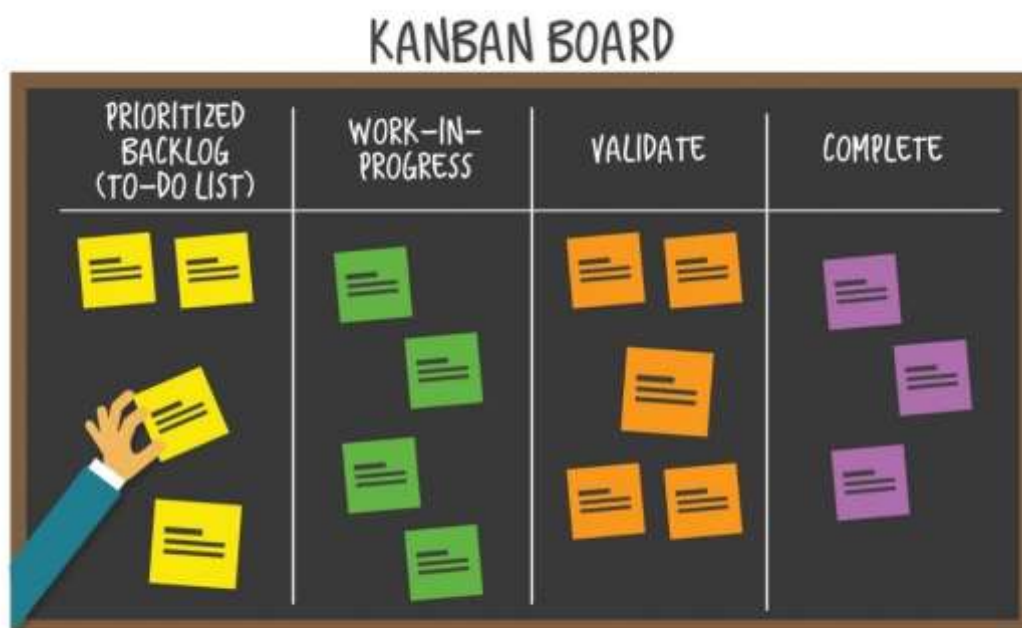 KANBAN BOARD
PRIORITIZED
BACKLOG
(TO-DO LIST)
WORK-IN-
PROGRESS
VALIDATE
COMPLETE